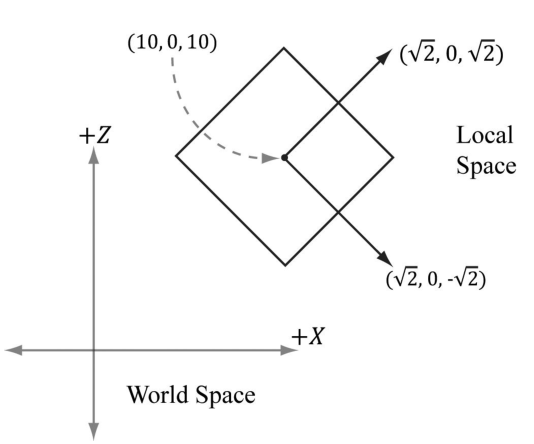 (10,0,10)
(√2, 0, √2)
+Z
Local
Space
(√2, 0, -√2)
+X
World Space